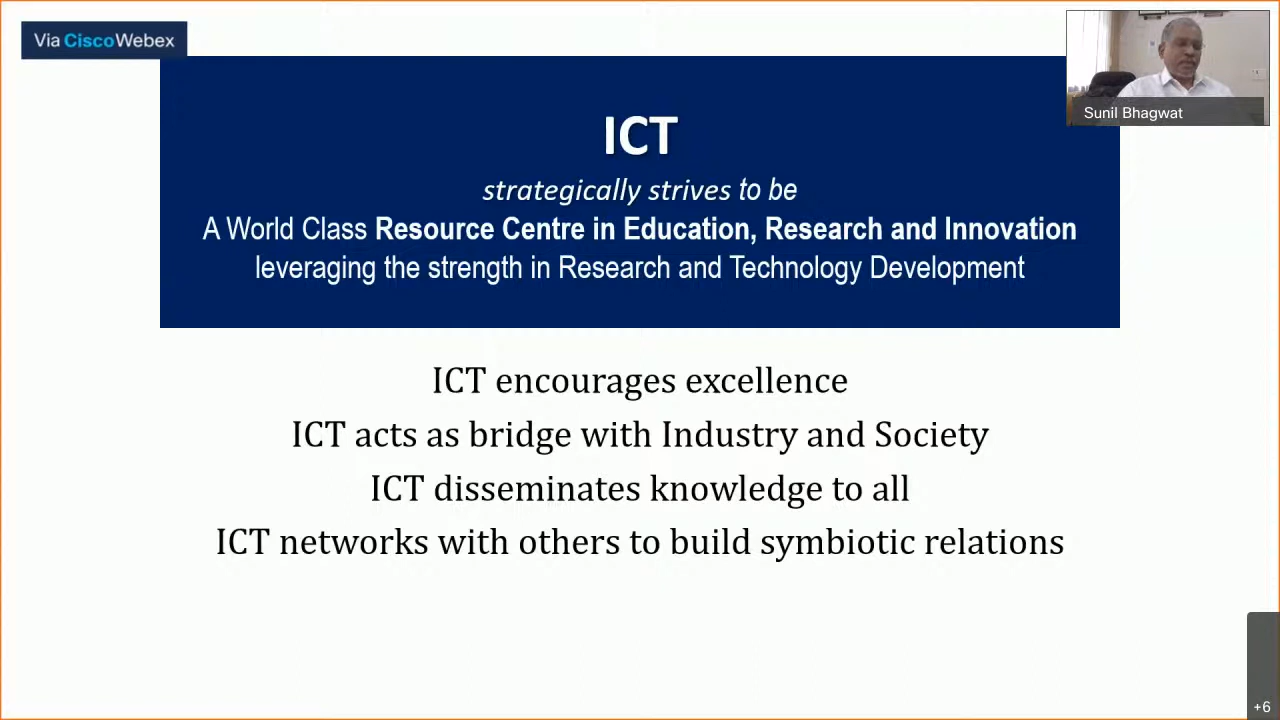 Via CiscoWebex
Sunil Bhagwat
ICT
strategically strives to be
A World Class Resource Centre in Education, Research and Innovation
leveraging the strength in Research and Technology Development
ICT encourages excellence
ICT acts as bridge with Industry and Society
ICT disseminates knowledge to all
ICT networks with others to build symbiotic relations
+6